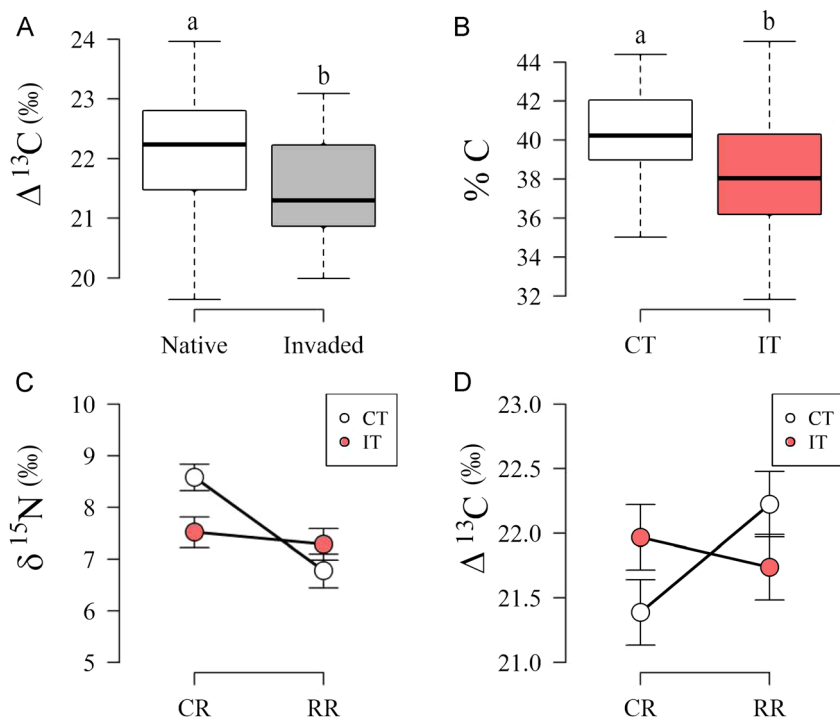 A
Δ ¹³C (‰)
24
23
22
21
20
a
b
Native
Invaded
B
% C
44
42
40
38
36
34
32
a
b
CT
IT
C
δ ¹⁵N (‰)
10
9
8
7
6
5
CT
IT
CR
RR
D
Δ ¹³C (‰)
23.0
22.5
22.0
21.5
21.0
CT
IT
CR
RR